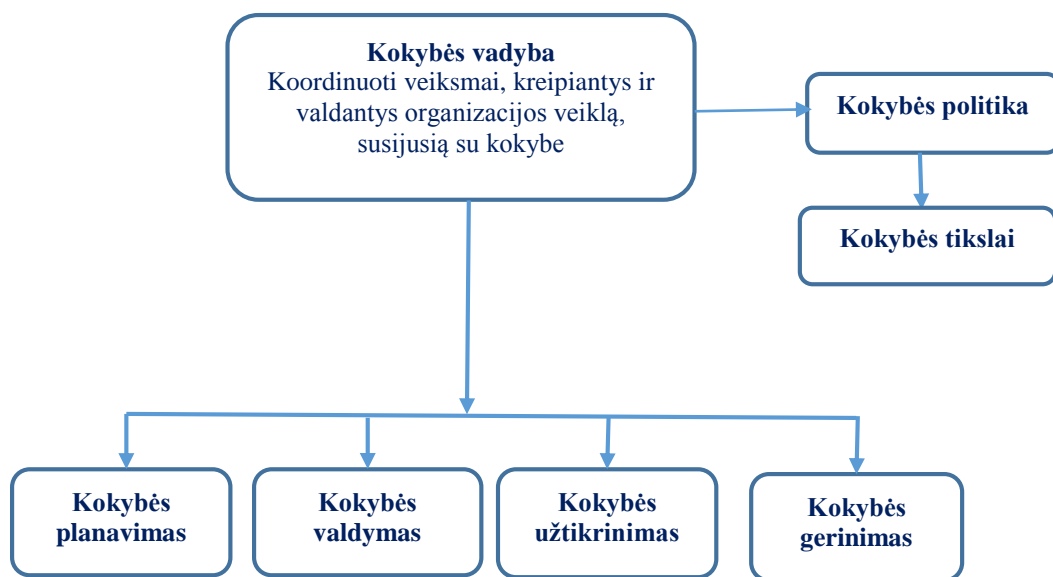 Kokybės vadyba
Koordinuoti veiksmai, kreipiantys ir
valdantys organizacijos veiklą,
susijusią su kokybe
Kokybės politika
Kokybės tikslai
Kokybės
planavimas
Kokybės
valdymas
Kokybės
užtikrinimas
Kokybės
gerinimas